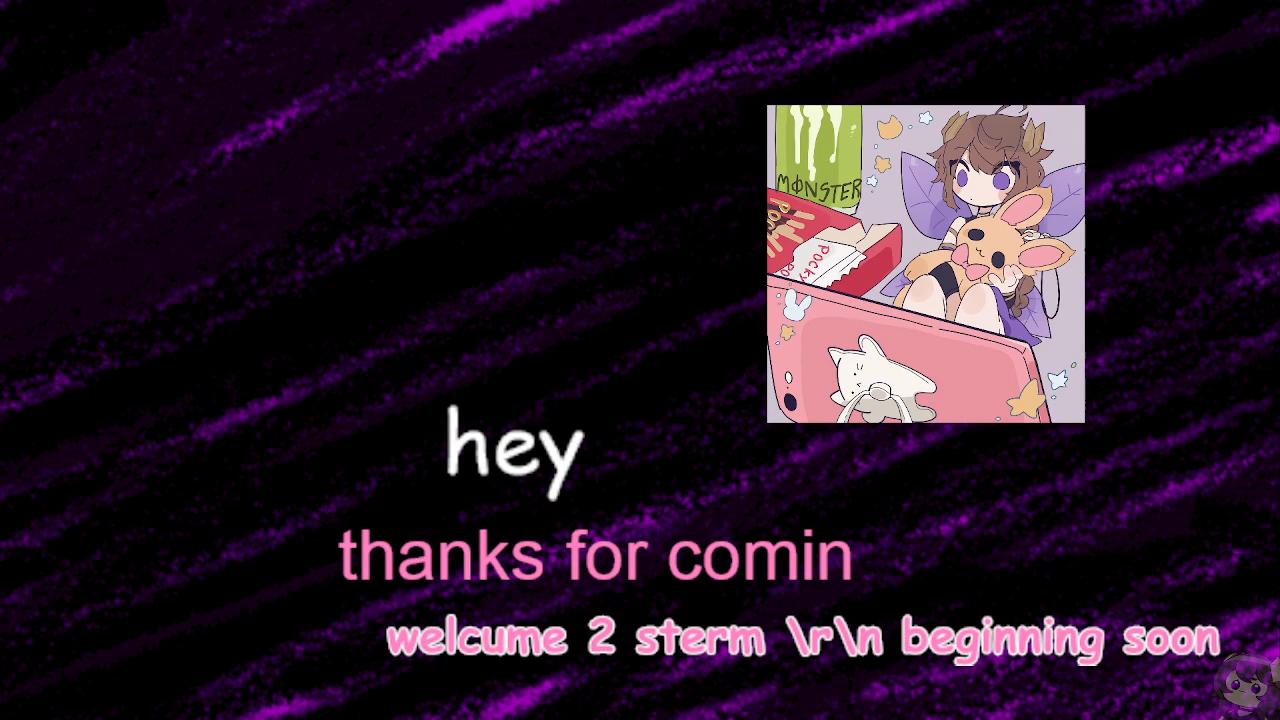 MONSTER
POCKY
hey
thanks for comin
welcume 2 sterm \r\n beginning soon